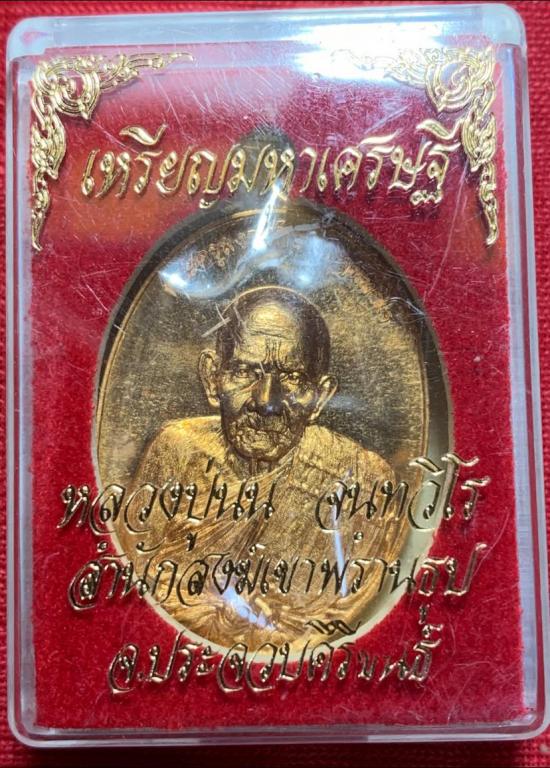 เหรียญมหาเศรษฐี
หลวงปู่นน จนฺทวีโร
สำนักสงฆ์เขาพรานธูป
จ.ประจวบคีรีขันธ์